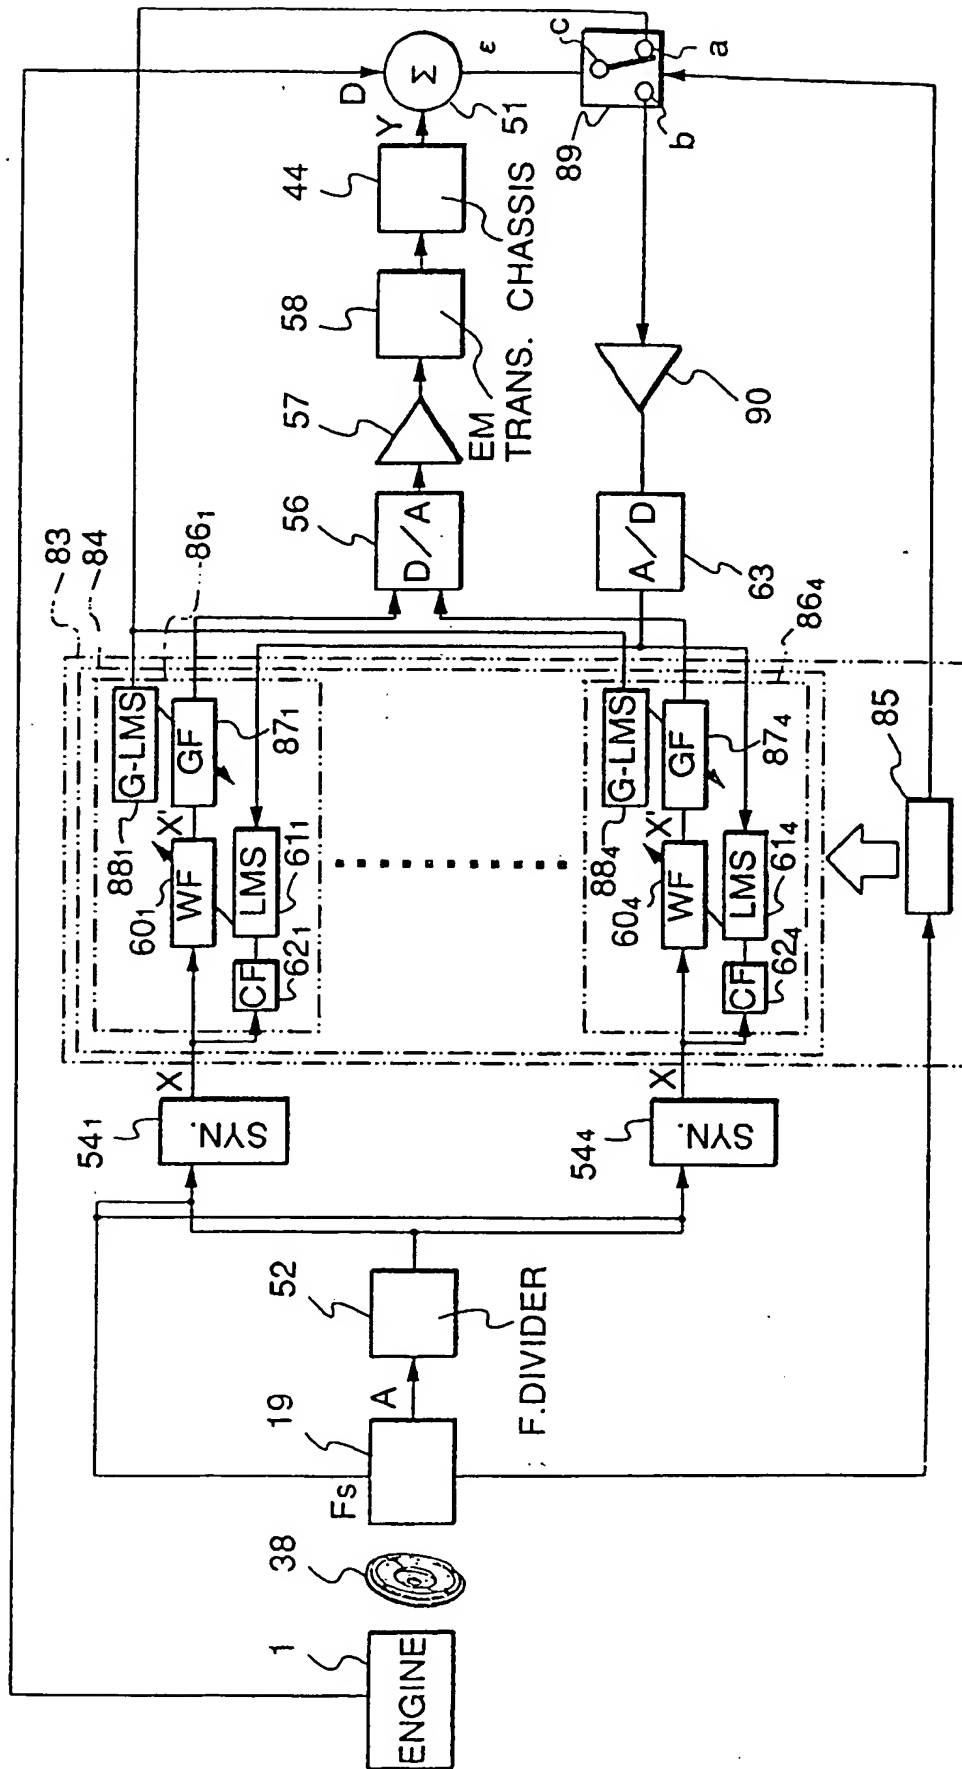 ENGINE
1
38
Fs
19
A
52
F.DIVIDER
54₁
SYN.
X
54₄
SYN.
X
83
84
86₁
88₁
G-LMS
60₁
WF
X'
GF
87₁
LMS
61₁
CF
62₁
86₄
88₄
G-LMS
60₄
WF
X'
GF
87₄
LMS
61₄
CF
62₄
85
56
D/A
57
58
EM
TRANS.
44
CHASSIS
Y
D
Σ
51
ε
89
c
a
b
90
A/D
63